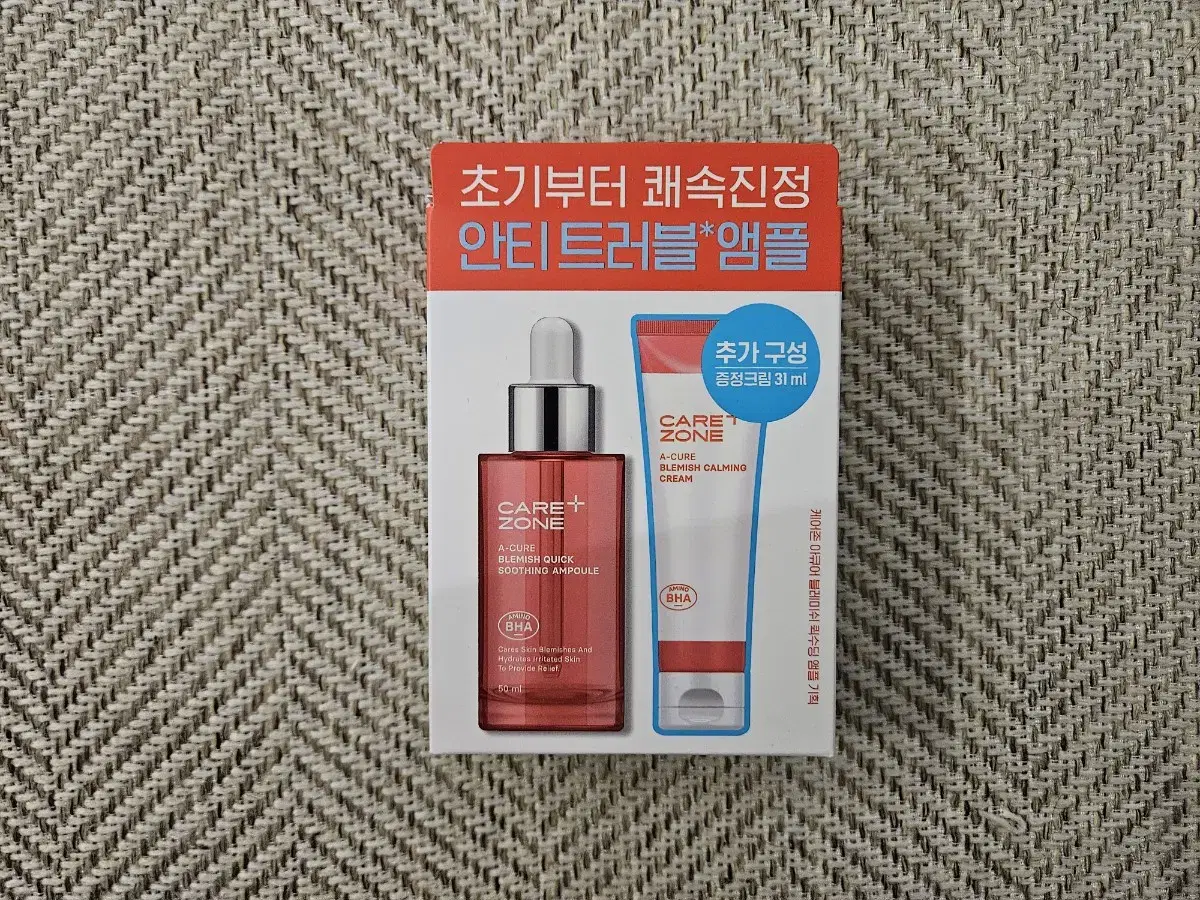 초기부터 쾌속진정
안티 트러블*앰플
추가 구성
증정크림 31 ml
CARE+
ZONE
A-CURE
BLEMISH QUICK
SOOTHING AMPOULE
AMINO
BHA
Cares Skin Blemishes And
Hydrates Irritated Skin
To Provide Relief.
50 ml
CARE+
ZONE
A-CURE
BLEMISH CALMING
CREAM
AMINO
BHA
케어존 아큐어 블레미쉬 퀵수딩 앰플 기획